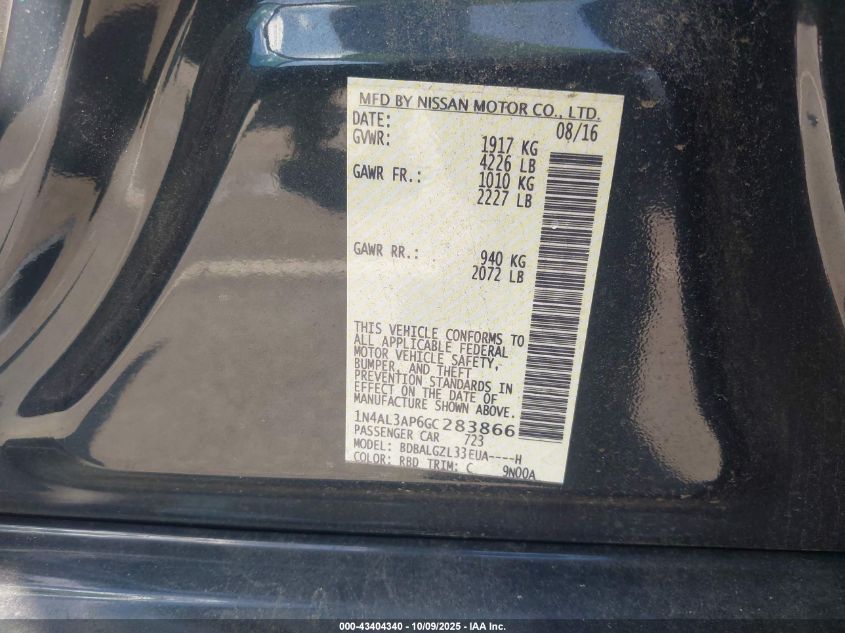 MFD BY NISSAN MOTOR CO., LTD.
DATE: 08/16
GVWR: 1917 KG
4226 LB
GAWR FR.: 1010 KG
2227 LB
GAWR RR.: 940 KG
2072 LB
THIS VEHICLE CONFORMS TO
ALL APPLICABLE FEDERAL
MOTOR VEHICLE SAFETY,
BUMPER, AND THEFT
PREVENTION STANDARDS IN
EFFECT ON THE DATE OF
MANUFACTURE SHOWN ABOVE.
1N4AL3AP6GC283866
PASSENGER CAR 723
MODEL: BDBALGZL33EUA----H
COLOR: RBD TRIM: C 9N00A
000-43404340 - 10/09/2025 - IAA Inc.